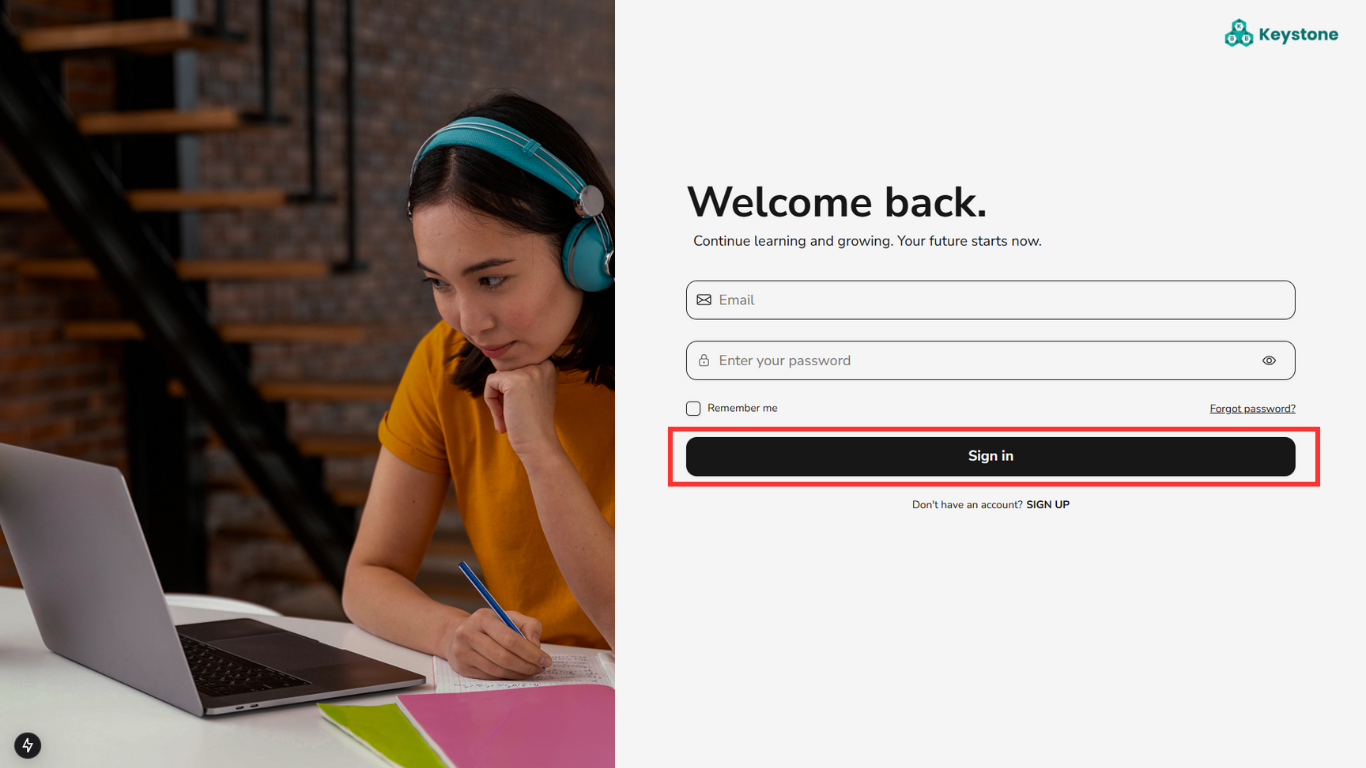 Keystone
Welcome back.
Continue learning and growing. Your future starts now.
Email
Enter your password
Remember me
Forgot password?
Sign in
Don't have an account? SIGN UP